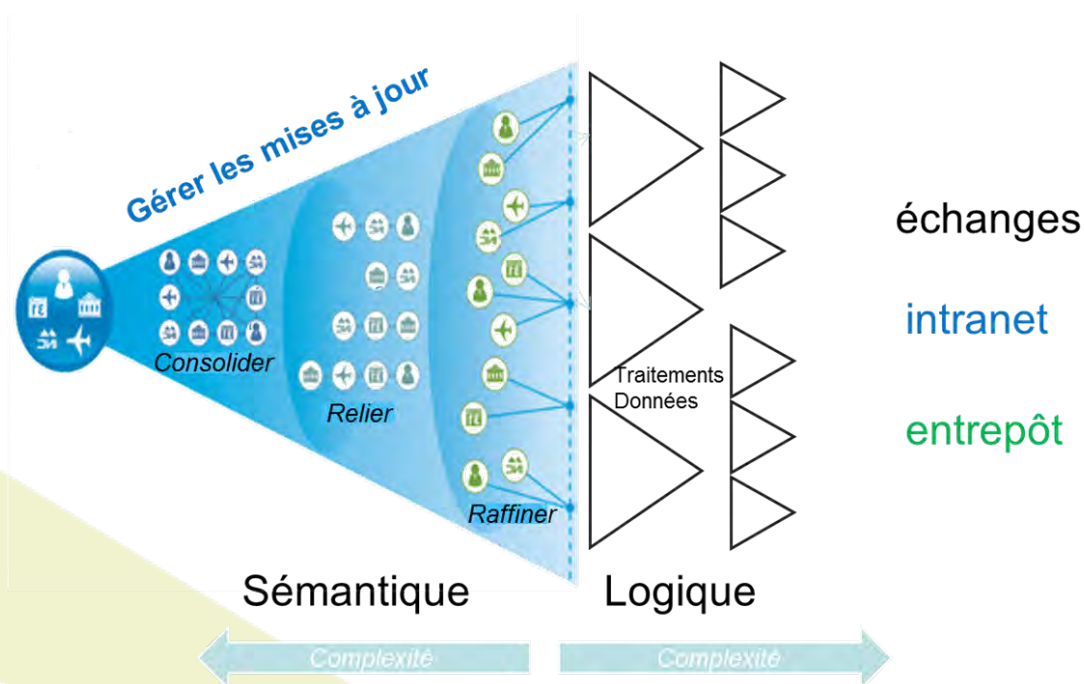 Gérer les mises à jour
échanges
Consolider
intranet
Traitements
Données
Relier
entrepôt
Raffiner
Sémantique
Logique
Complexité
Complexité